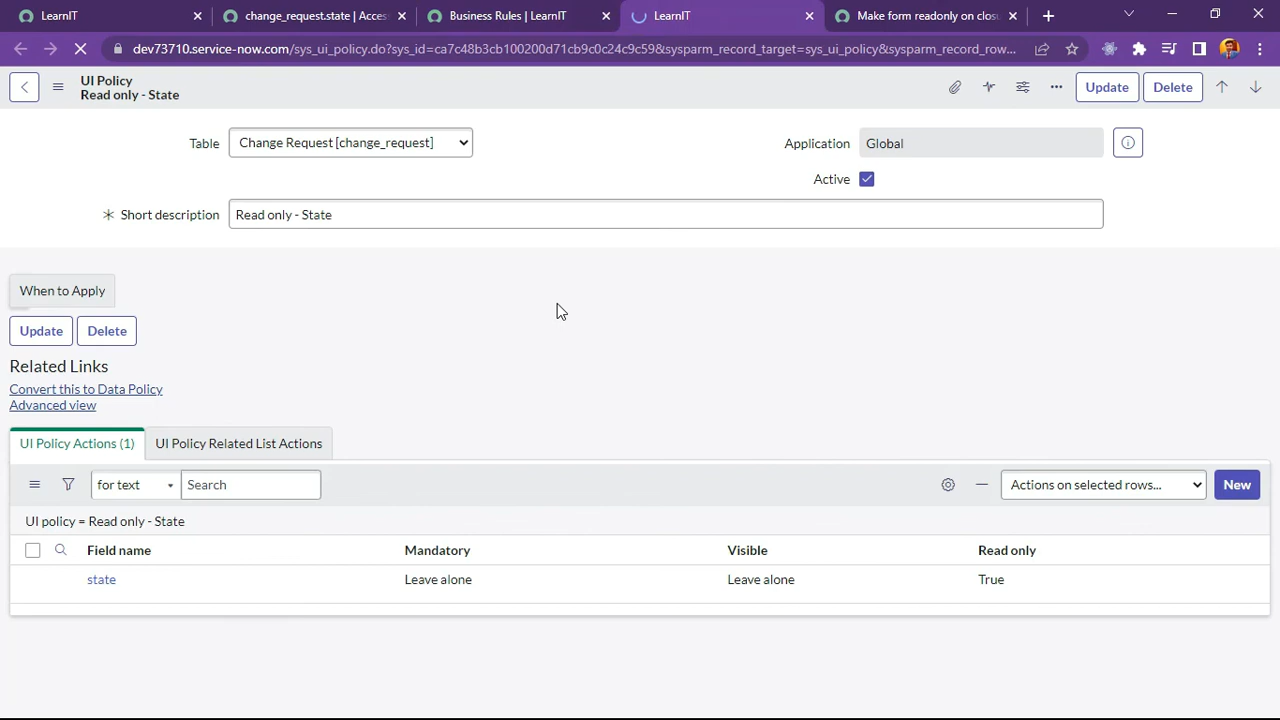 LearnIT
change_request.state | Acces
Business Rules | LearnIT
LearnIT
Make form readonly on closu
dev73710.service-now.com/sys_ui_policy.do?sys_id=ca7c48b3cb100200d71cb9c0c24c9c59&sysparm_record_target=sys_ui_policy&sysparm_record_row...
UI Policy
Read only - State
Update
Delete
Table
Change Request [change_request]
Application
Global
Active
Short description
Read only - State
When to Apply
Update
Delete
Related Links
Convert this to Data Policy
Advanced view
UI Policy Actions (1)
UI Policy Related List Actions
for text
Search
Actions on selected rows...
New
UI policy = Read only - State
Field name
Mandatory
Visible
Read only
state
Leave alone
Leave alone
True